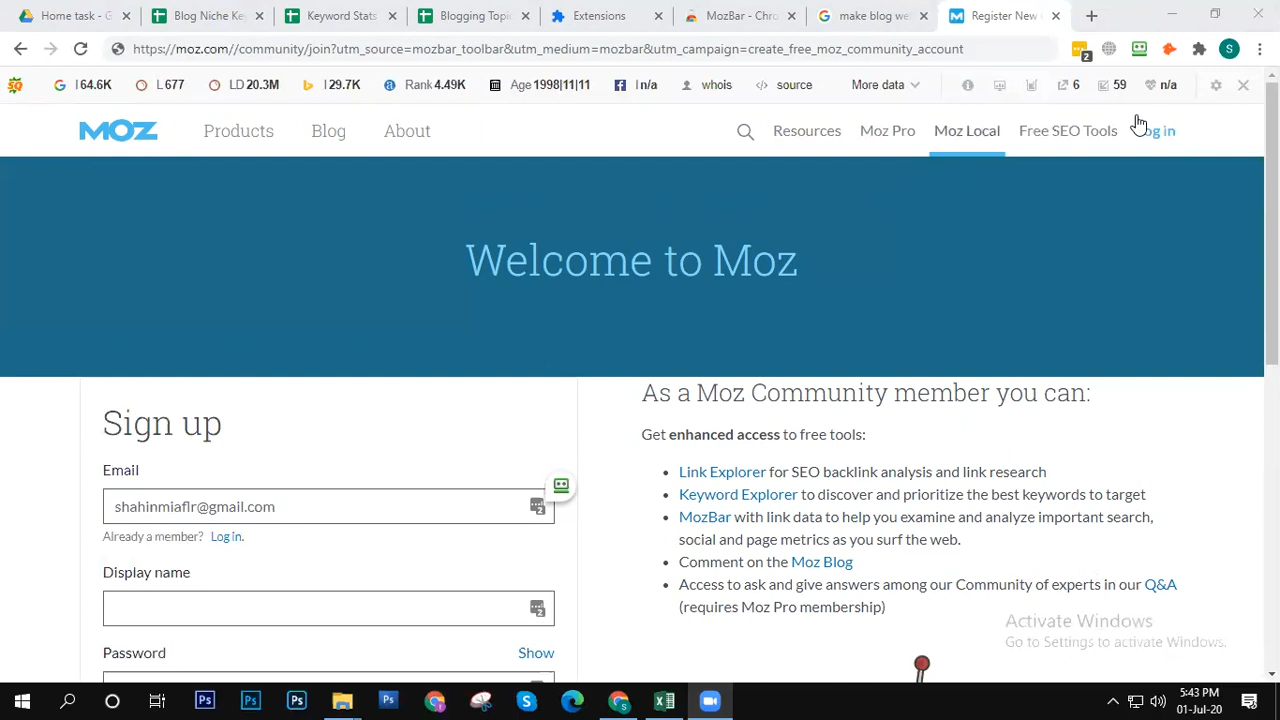 Home task - G
Blog Niche Ko
Keyword Stats
Blogging Topic
Extensions
MozBar - Chro
make blog we
Register New
https://moz.com//community/join?utm_source=mozbar_toolbar&utm_medium=mozbar&utm_campaign=create_free_moz_community_account
2
S
I 64.6K
L 677
LD 20.3M
I 29.7K
Rank 4.49K
Age 1998|11|11
I n/a
whois
source
More data
6
59
n/a
MOZ
Products
Blog
About
Resources
Moz Pro
Moz Local
Free SEO Tools
og in
Welcome to Moz
Sign up
Email
shahinmiaflr@gmail.com
Already a member? Log in.
Display name
Password
Show
As a Moz Community member you can:
Get enhanced access to free tools:
Link Explorer for SEO backlink analysis and link research
Keyword Explorer to discover and prioritize the best keywords to target
MozBar with link data to help you examine and analyze important search,
social and page metrics as you surf the web.
Comment on the Moz Blog
Access to ask and give answers among our Community of experts in our Q&A
(requires Moz Pro membership)
Activate Windows
Go to Settings to activate Windows.
5:43 PM
01-Jul-20